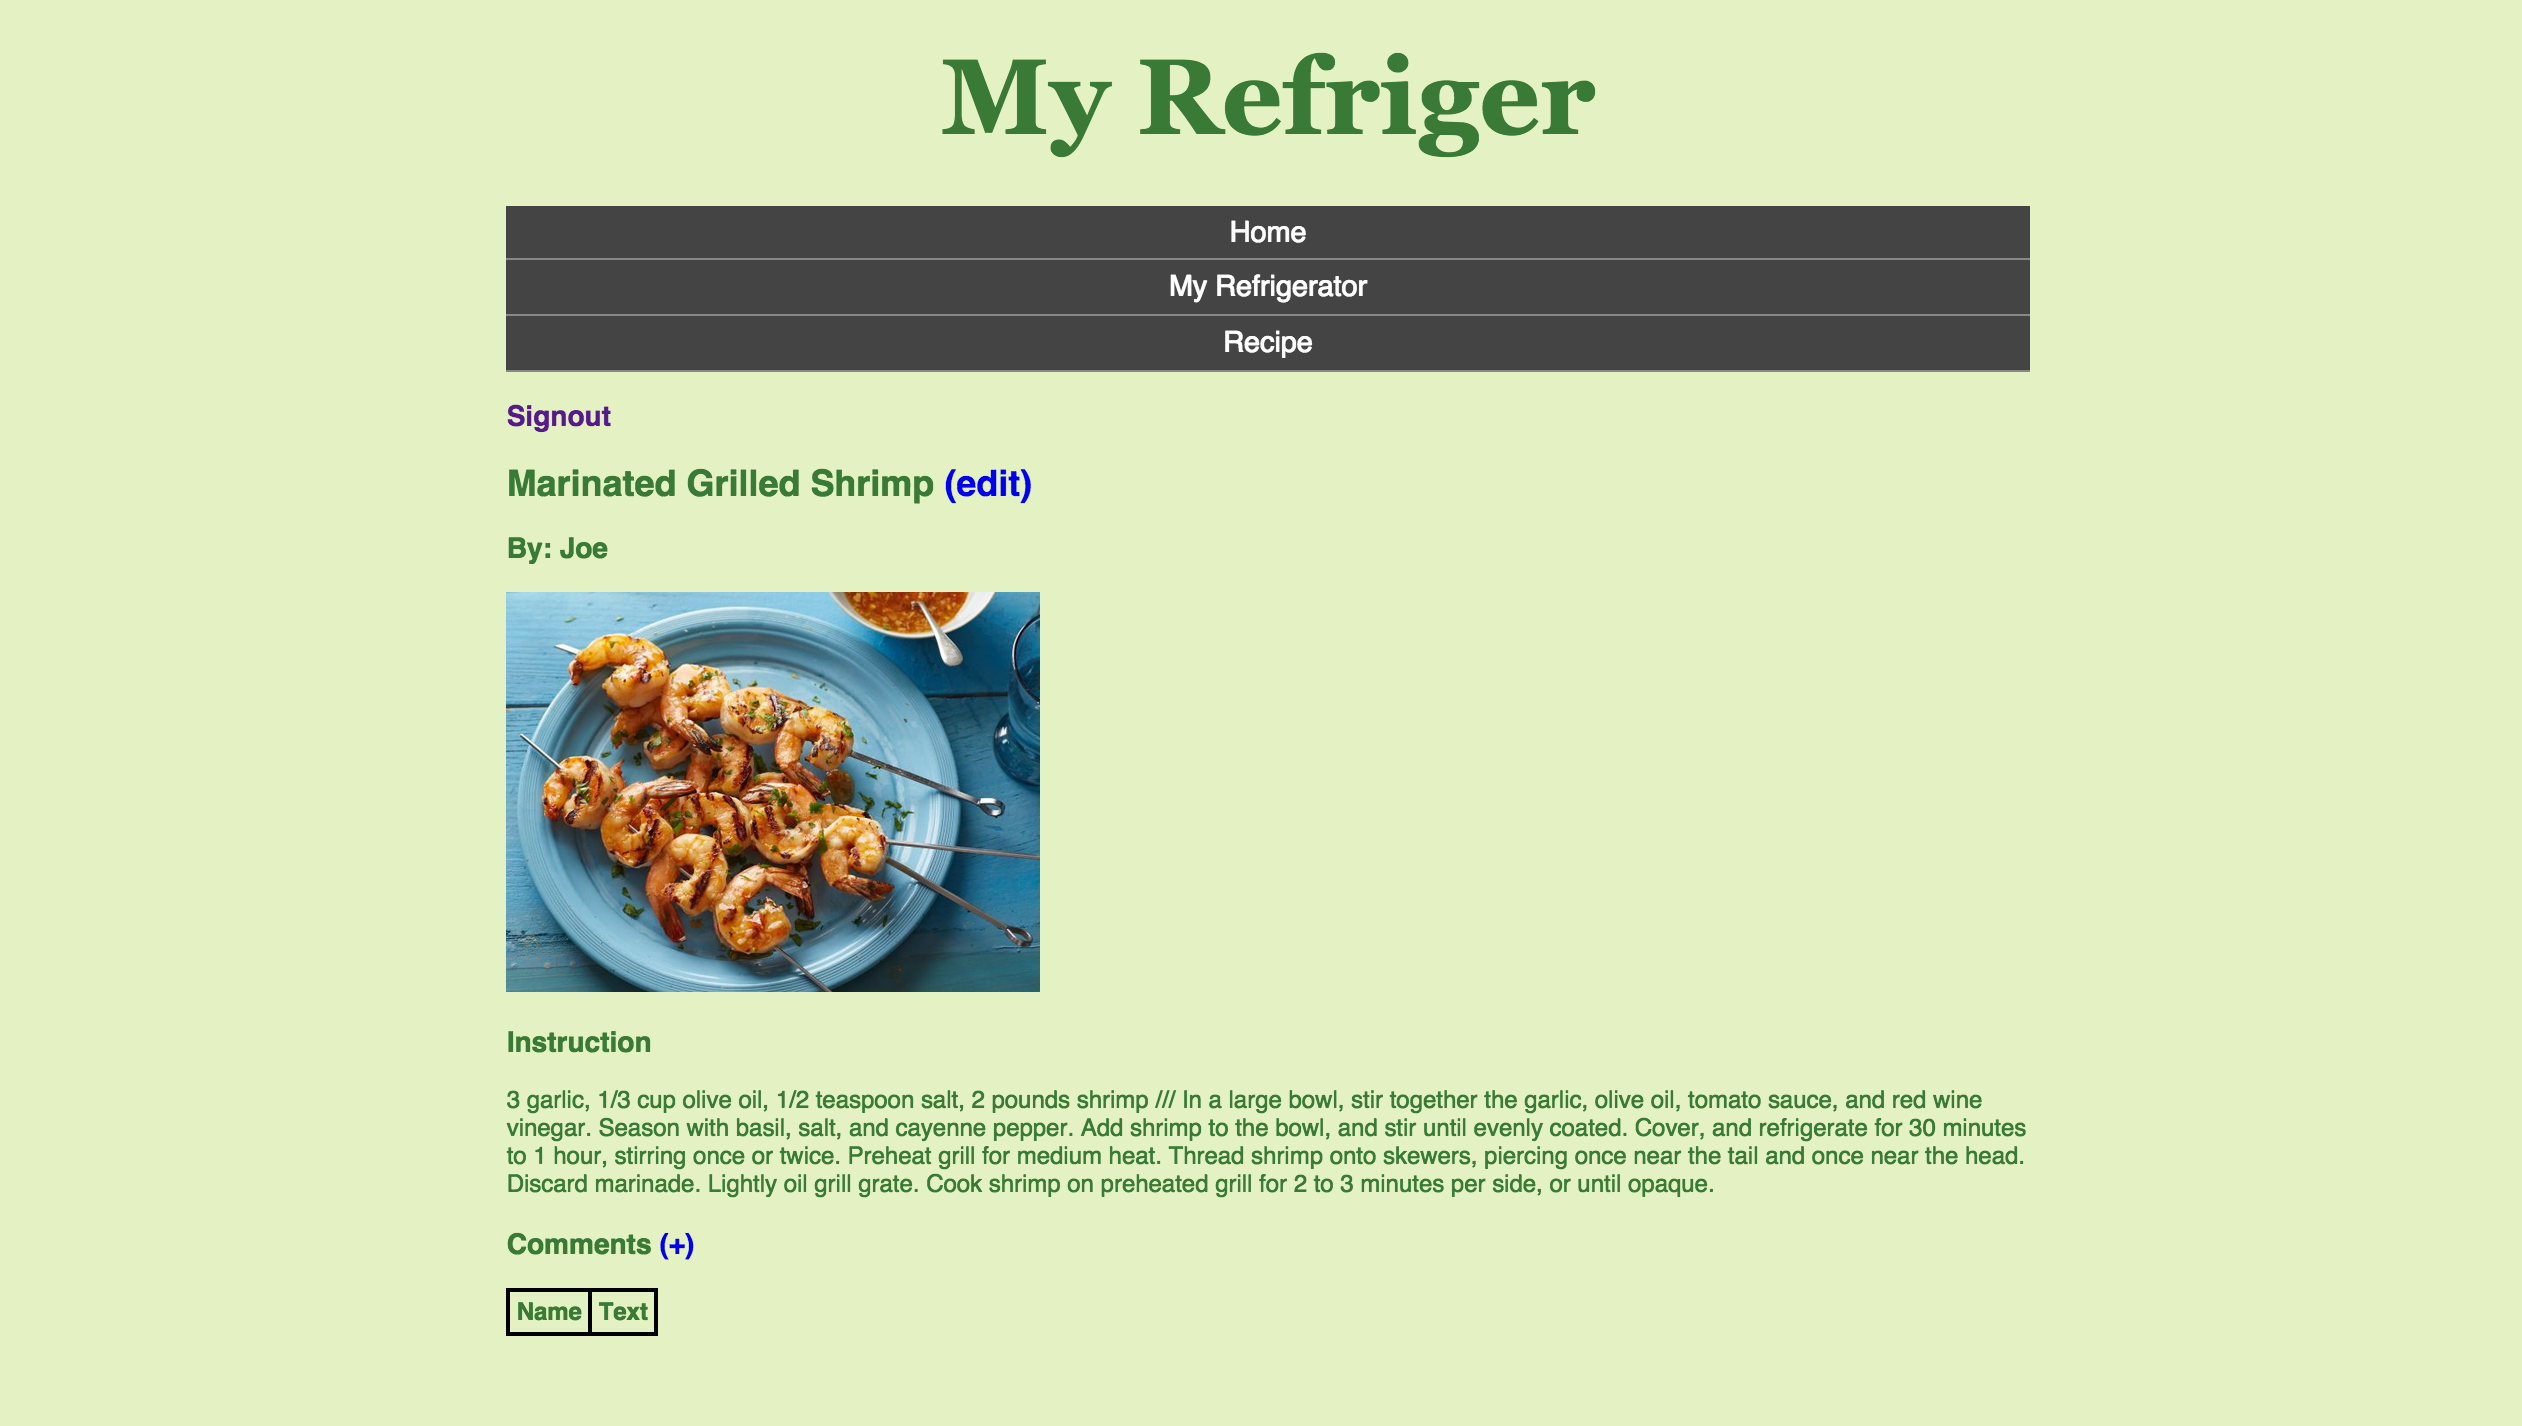 My Refriger
Home
My Refrigerator
Recipe
Signout
Marinated Grilled Shrimp (edit)
By: Joe
Instruction
3 garlic, 1/3 cup olive oil, 1/2 teaspoon salt, 2 pounds shrimp /// In a large bowl, stir together the garlic, olive oil, tomato sauce, and red wine
vinegar. Season with basil, salt, and cayenne pepper. Add shrimp to the bowl, and stir until evenly coated. Cover, and refrigerate for 30 minutes
to 1 hour, stirring once or twice. Preheat grill for medium heat. Thread shrimp onto skewers, piercing once near the tail and once near the head.
Discard marinade. Lightly oil grill grate. Cook shrimp on preheated grill for 2 to 3 minutes per side, or until opaque.
Comments (+)
Name Text